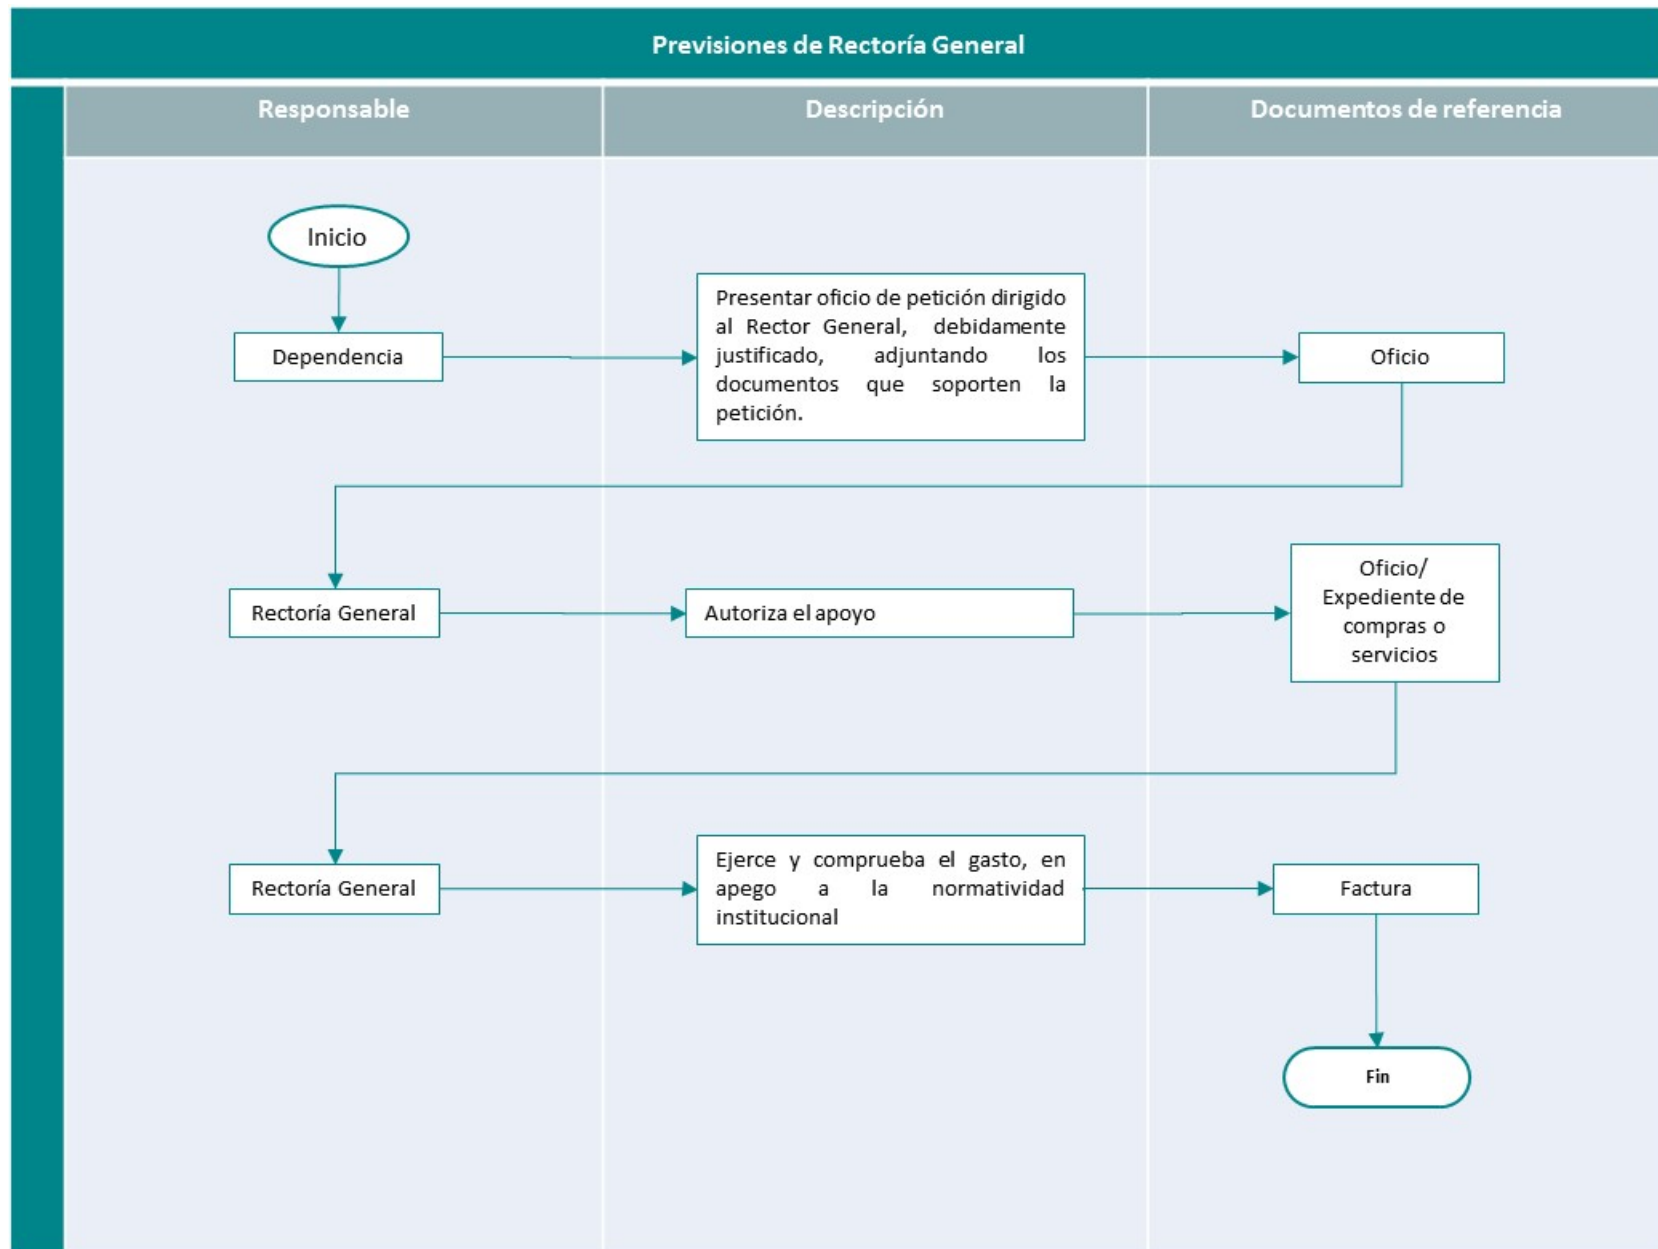 Previsiones de Rectoría General
Responsable
Descripción
Documentos de referencia
Inicio
Dependencia
Presentar oficio de petición dirigido
al Rector General, debidamente
justificado, adjuntando los
documentos que soporten la
petición.
Oficio
Rectoría General
Autoriza el apoyo
Oficio/
Expediente de
compras o
servicios
Rectoría General
Ejerce y comprueba el gasto, en
apego a la normatividad
institucional
Factura
Fin